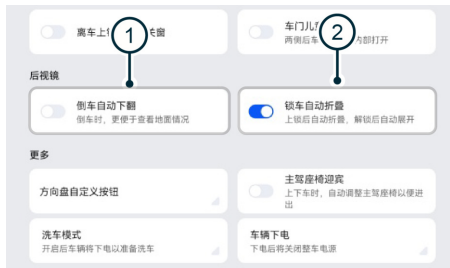 离车上
关窗
1
车门儿
两侧后车
内部打开
2
后视镜
倒车自动下翻
倒车时，更便于查看地面情况
锁车自动折叠
上锁后自动折叠，解锁后自动展开
更多
方向盘自定义按钮
主驾座椅迎宾
上下车时，自动调整主驾座椅以便进
出
洗车模式
开启后车辆将下电以准备洗车
车辆下电
下电后将关闭整车电源